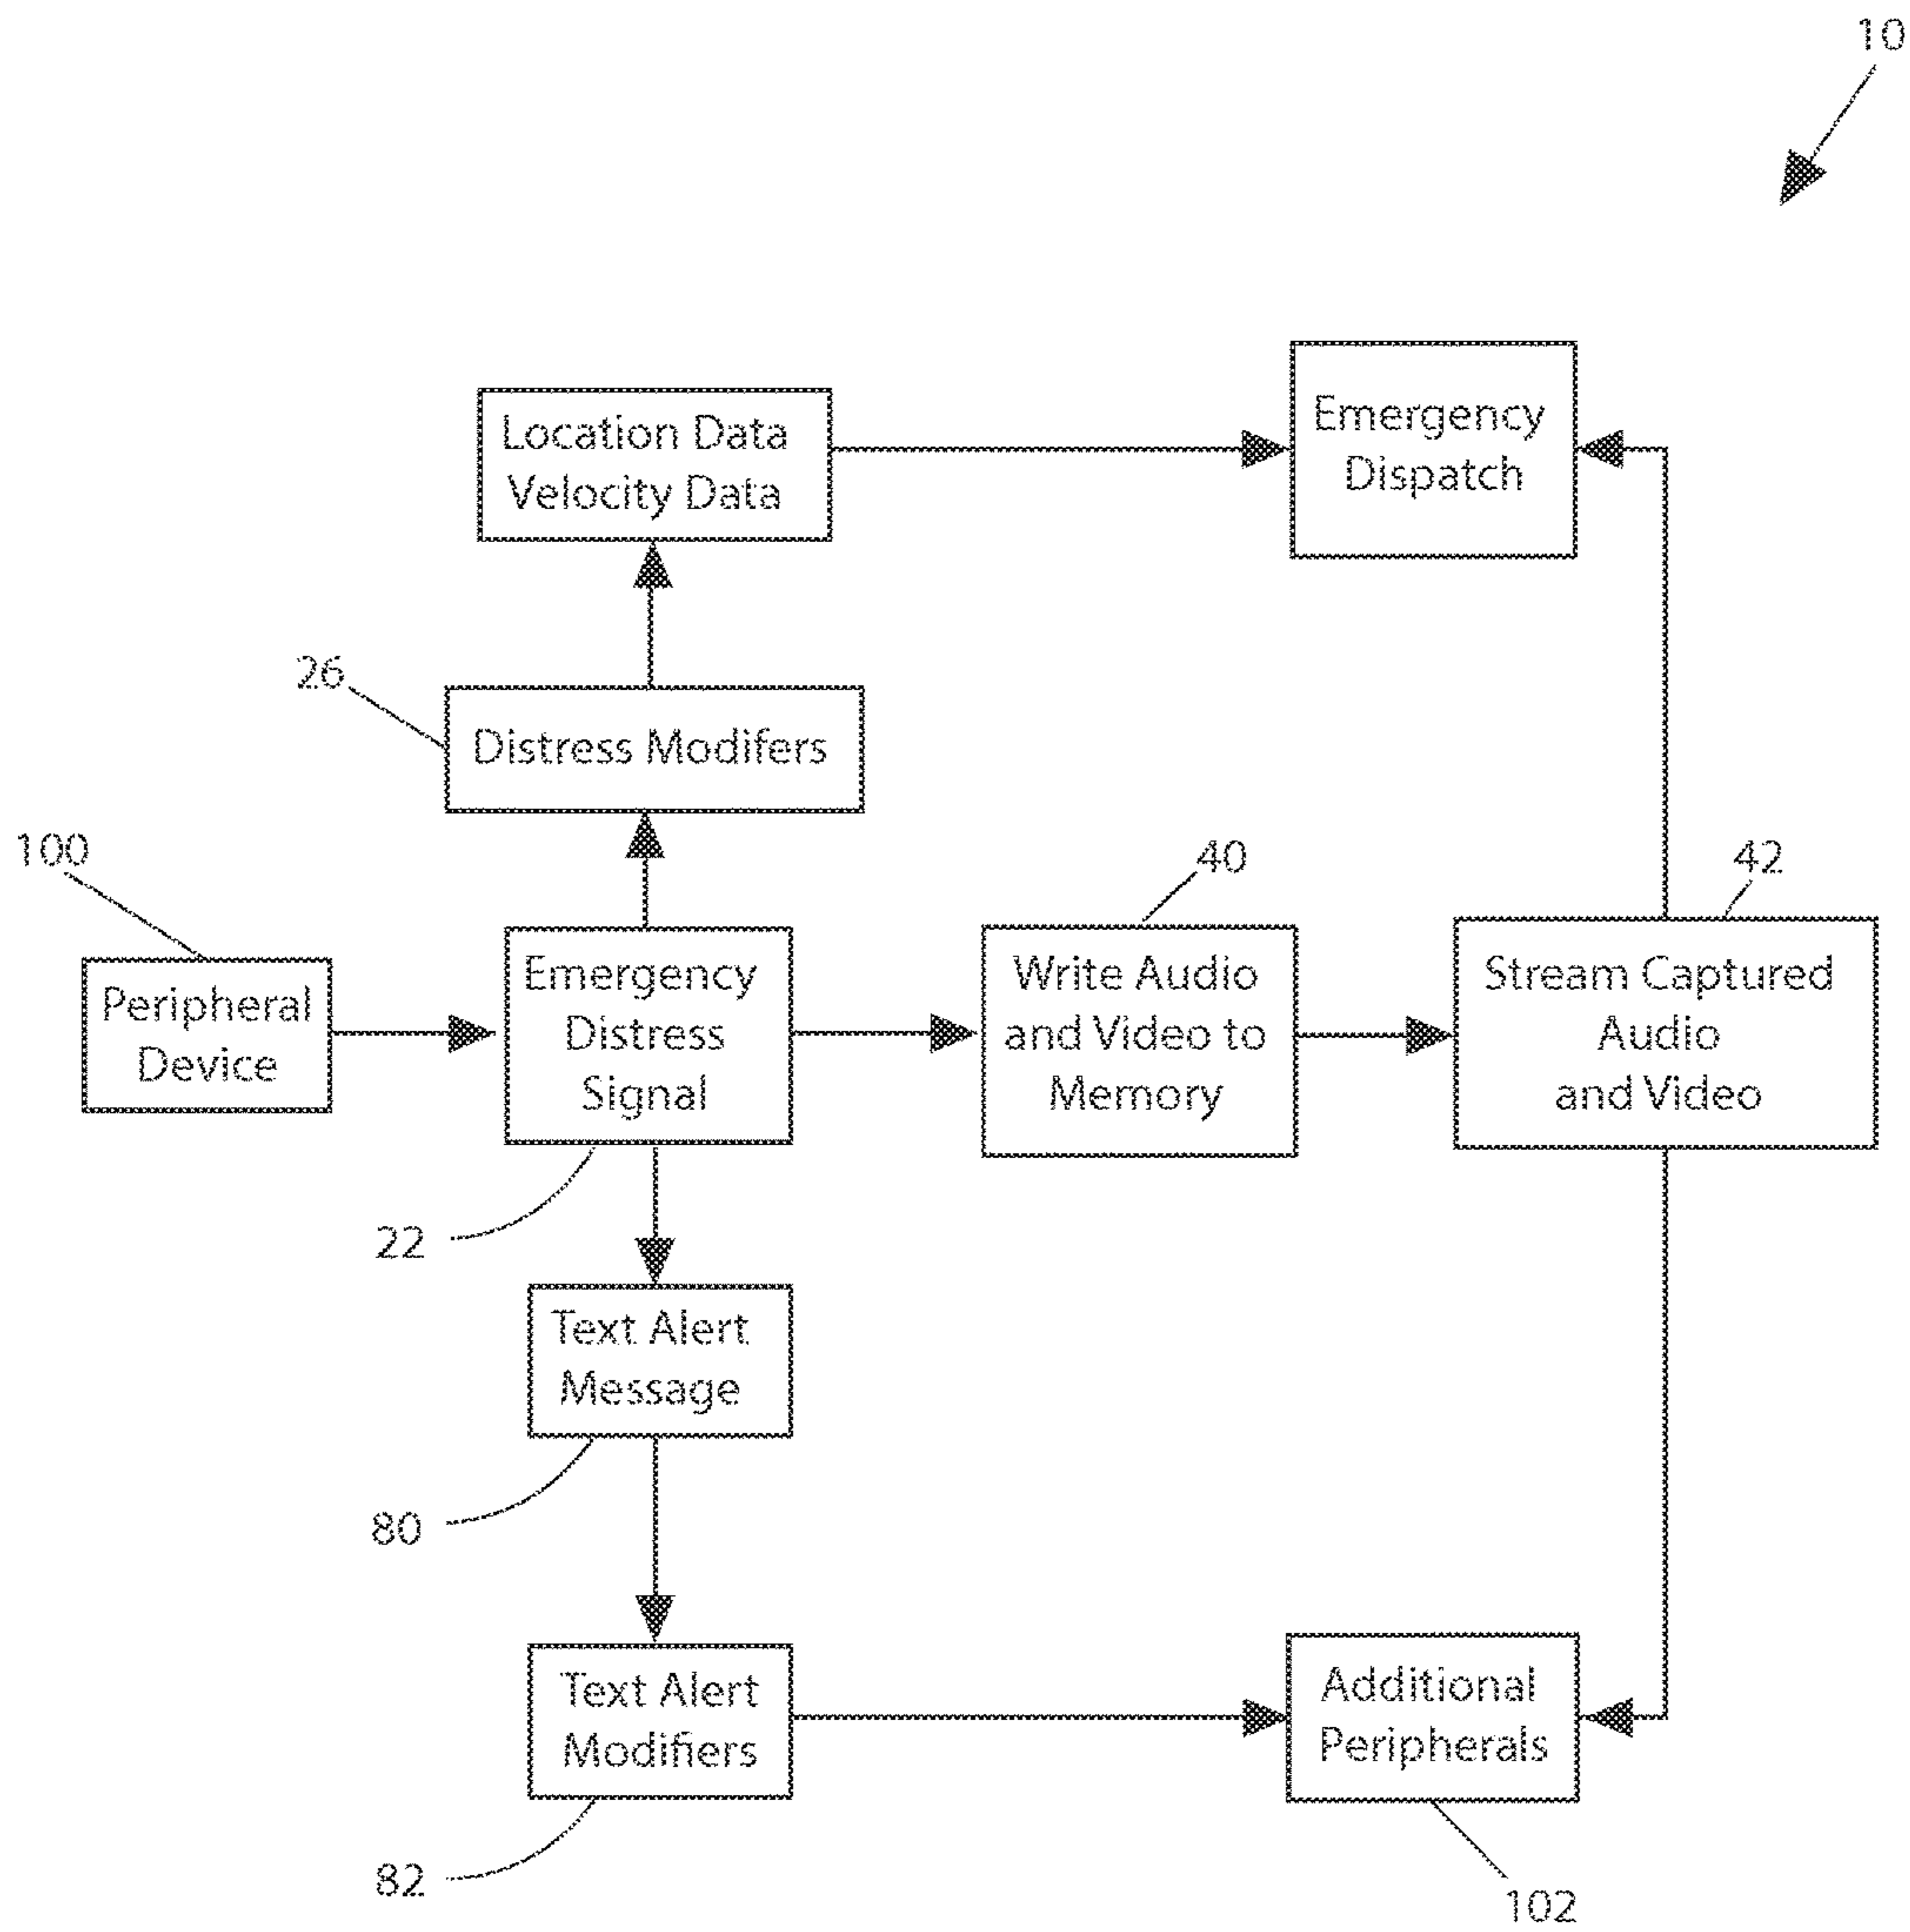 10
Location Data
Velocity Data
Emergency
Dispatch
26
Distress Modifers
100
40
42
Peripheral
Device
Emergency
Distress
Signal
Write Audio
and Video to
Memory
Stream Captured
Audio
and Video
22
Text Alert
Message
80
Text Alert
Modifiers
Additional
Peripherals
82
102